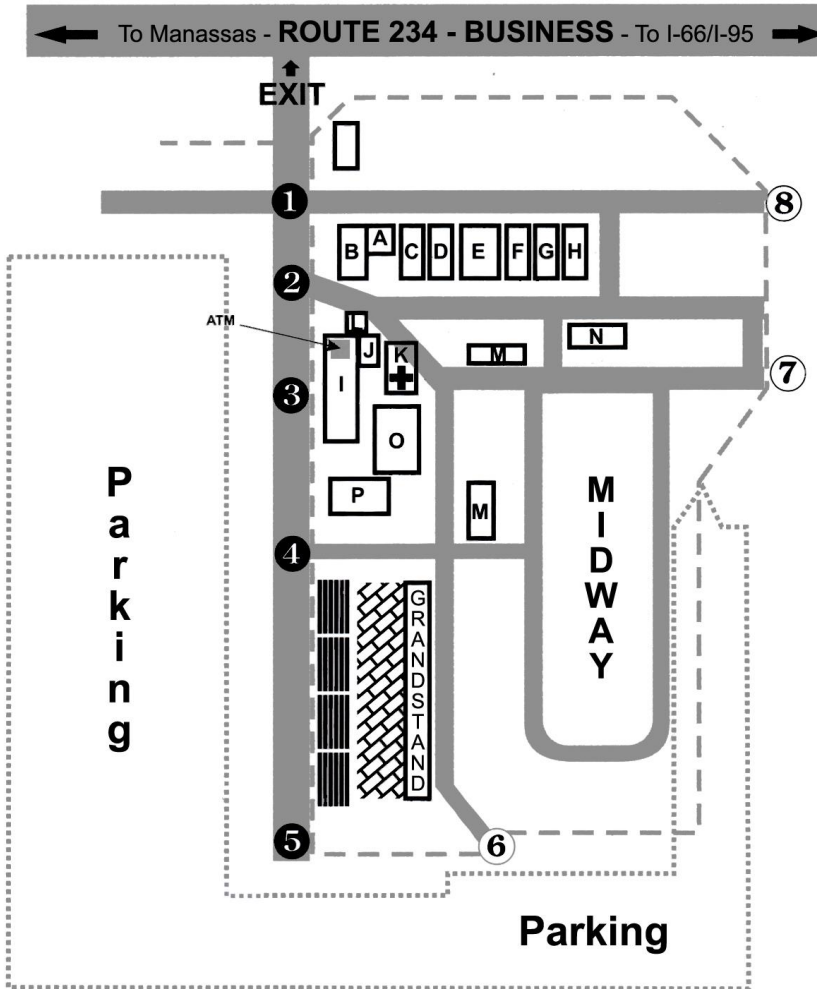 To Manassas - ROUTE 234 - BUSINESS - To I-66/I-95
EXIT
1
8
B A C D E F G H
2
ATM
L
J
K
M
N
I
3
7
O
P
M
MIDWAY
Parking
4
GRANDSTAND
5
6
Parking